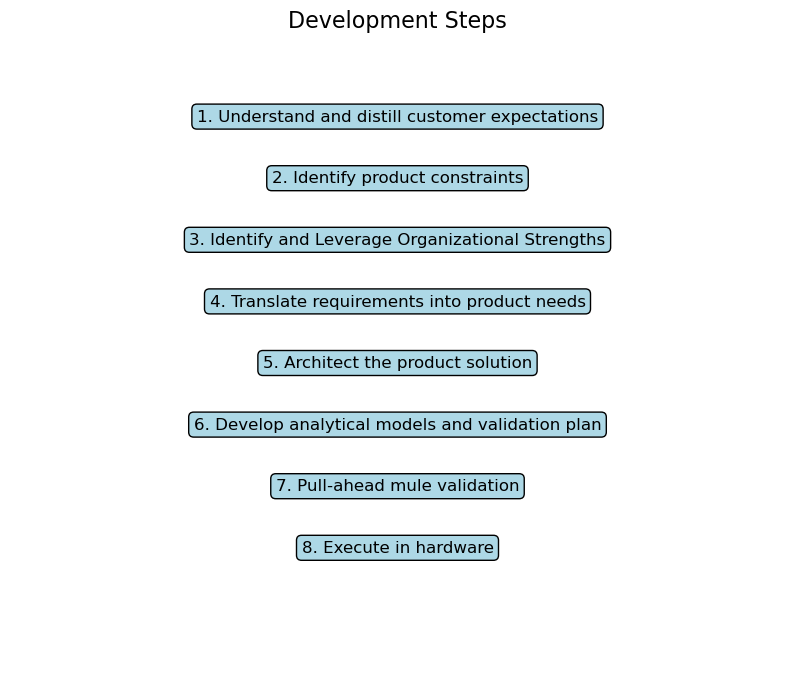 Development Steps
1. Understand and distill customer expectations
2. Identify product constraints
3. Identify and Leverage Organizational Strengths
4. Translate requirements into product needs
5. Architect the product solution
6. Develop analytical models and validation plan
7. Pull-ahead mule validation
8. Execute in hardware